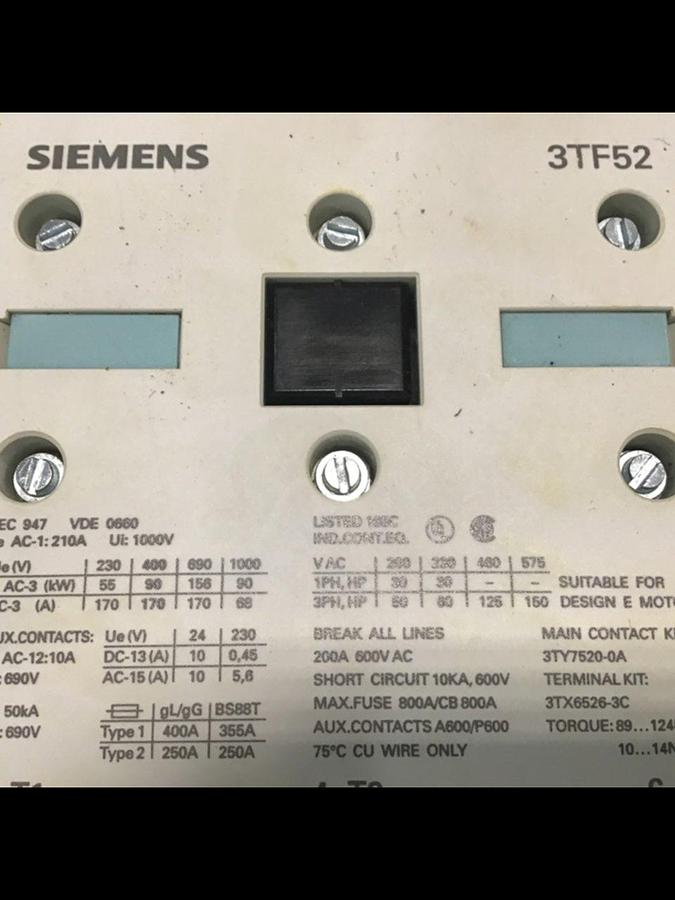 SIEMENS 3TF52
EC 947 VDE 0660
e AC-1: 210A Ui: 1000V
e (V) 230 400 690 1000
AC-3 (kW) 55 90 156 90
C-3 (A) 170 170 170 68
UX.CONTACTS: Ue (V) 24 230
AC-12:10A DC-13 (A) 10 0,45
: 690V AC-15 (A) 10 5,6
50kA gL/gG BS88T
: 690V Type 1 400A 355A
Type 2 250A 250A
LISTED
IND.CONT.EQ.
V AC 200 460 575
1PH, HP 30 30 - - SUITABLE FOR
3PH, HP 60 125 150 DESIGN E MOTO
BREAK ALL LINES MAIN CONTACT K
200A 600V AC 3TY7520-0A
SHORT CIRCUIT 10KA, 600V TERMINAL KIT:
MAX.FUSE 800A/CB 800A 3TX6526-3C
AUX.CONTACTS A600/P600 TORQUE: 89...124
75°C CU WIRE ONLY 10...14N